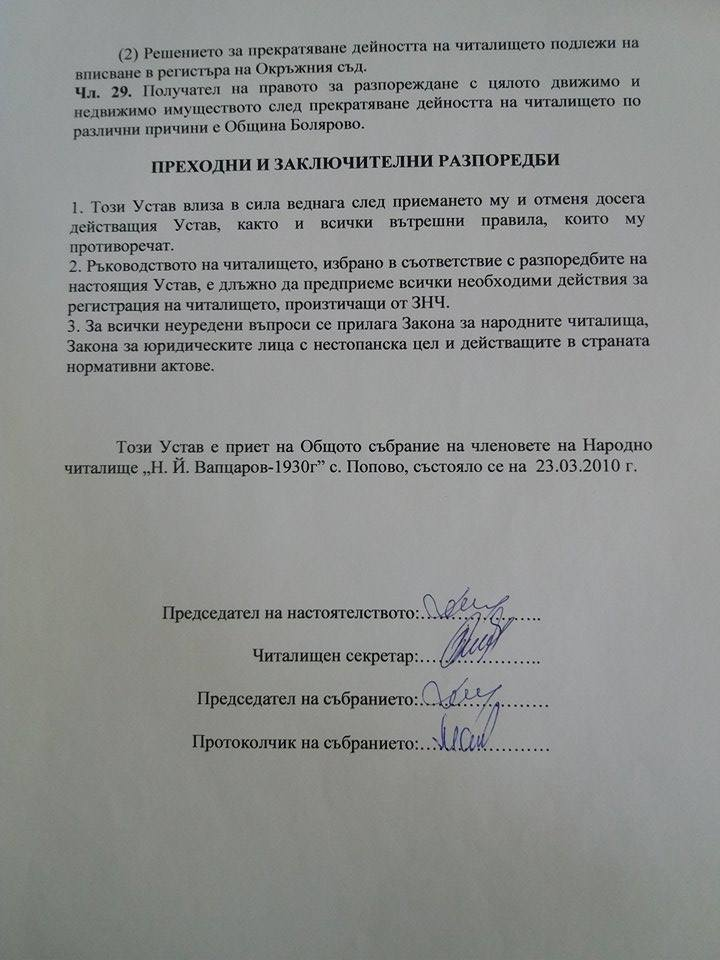 (2) Решението за прекратяване дейността на читалището подлежи на
вписване в регистъра на Окръжния съд.
Чл. 29. Получател на правото за разпореждане с цялото движимо и
недвижимо имуществото след прекратяване дейността на читалището по
различни причини е Община Болярово.
ПРЕХОДНИ И ЗАКЛЮЧИТЕЛНИ РАЗПОРЕДБИ
1. Този Устав влиза в сила веднага след приемането му и отменя досега
действащия Устав, както и всички вътрешни правила, които му
противоречат.
2. Ръководството на читалището, избрано в съответствие с разпоредбите на
настоящия Устав, е длъжно да предприеме всички необходими действия за
регистрация на читалището, произтичащи от ЗНЧ.
3. За всички неуредени въпроси се прилага Закона за народните читалища,
Закона за юридическите лица с нестопанска цел и действащите в страната
нормативни актове.
Този Устав е приет на Общото събрание на членовете на Народно
читалище „Н. Й. Вапцаров-1930г” с. Попово, състояло се на 23.03.2010 г.
Председател на настоятелството:....................
Читалищен секретар:....................
Председател на събранието:....................
Протоколчик на събранието:....................